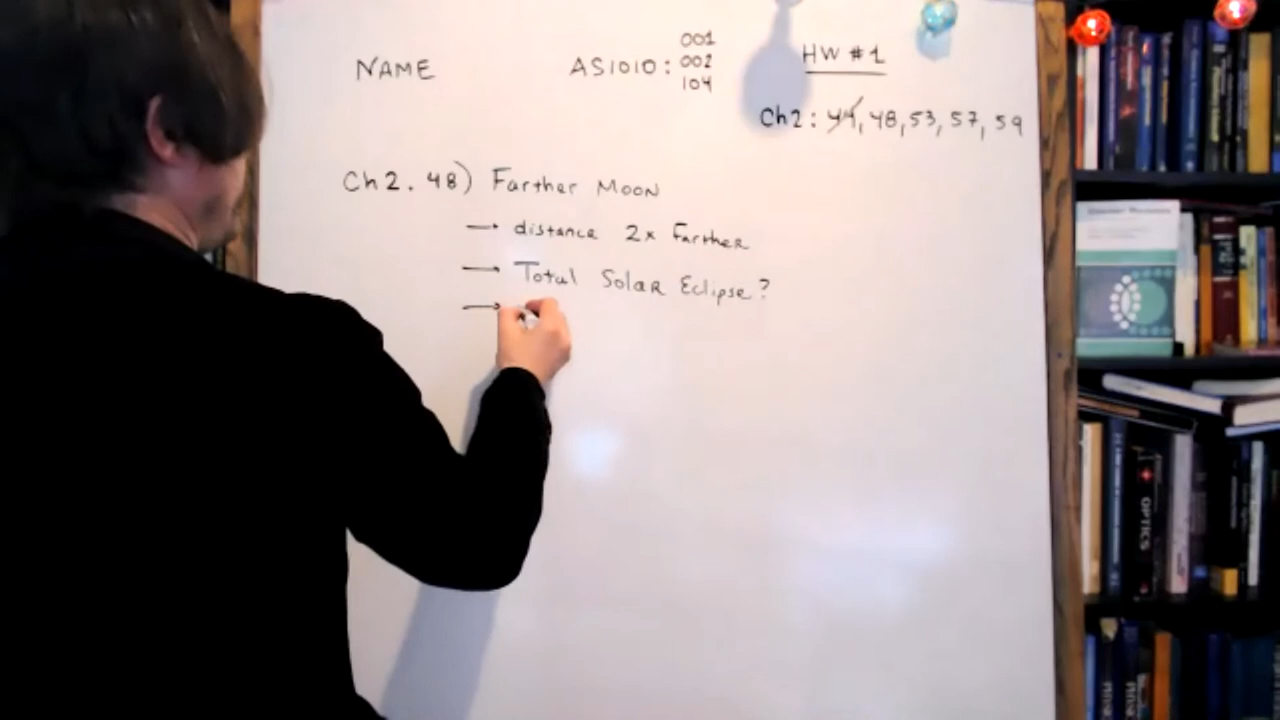 NAME
AS1010: 001
002
104
HW #1
Ch2: 44, 48, 53, 57, 59
Ch2. 48) Farther Moon
→ distance 2x Farther
→ Total Solar Eclipse?
→
OPTICS